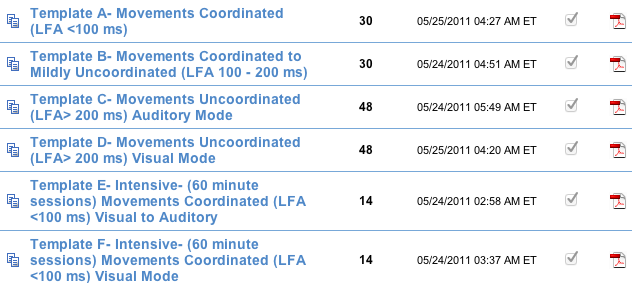 Template A- Movements Coordinated
(LFA <100 ms)
30
05/25/2011 04:27 AM ET
Template B- Movements Coordinated to
Mildly Uncoordinated (LFA 100 - 200 ms)
30
05/24/2011 04:51 AM ET
Template C- Movements Uncoordinated
(LFA> 200 ms) Auditory Mode
48
05/24/2011 05:49 AM ET
Template D- Movements Uncoordinated
(LFA> 200 ms) Visual Mode
48
05/25/2011 04:20 AM ET
Template E- Intensive- (60 minute
sessions) Movements Coordinated (LFA
<100 ms) Visual to Auditory
14
05/24/2011 02:58 AM ET
Template F- Intensive- (60 minute
sessions) Movements Coordinated (LFA
<100 ms) Visual Mode
14
05/24/2011 03:37 AM ET